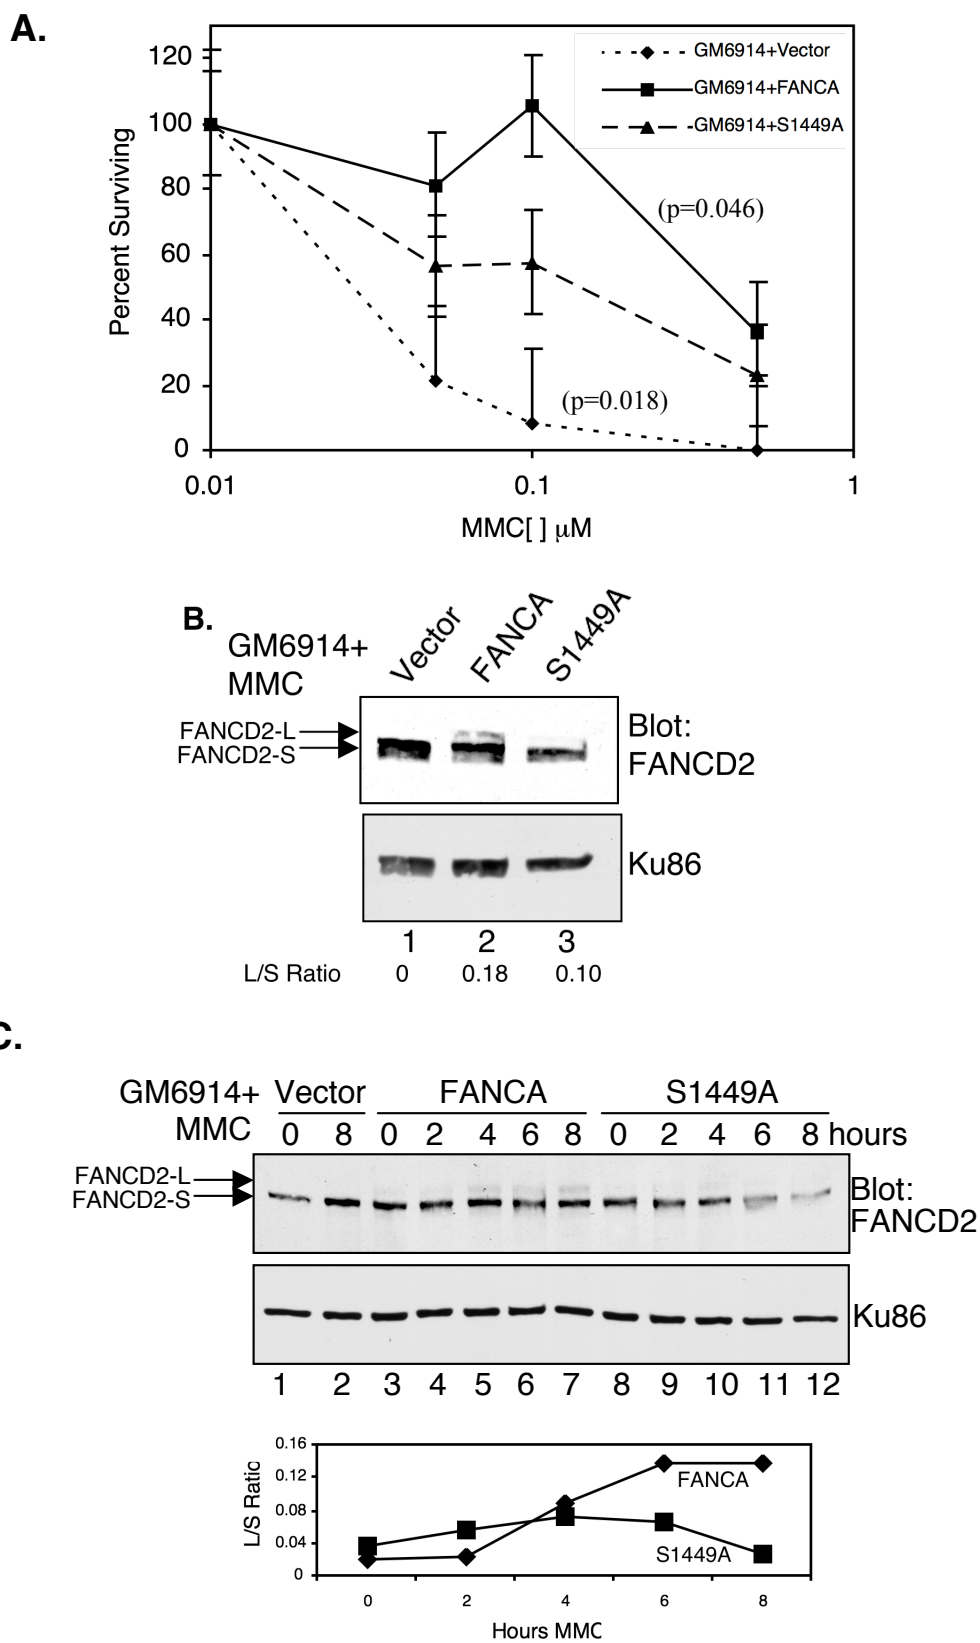 A.
120
100
80
60
40
20
0
Percent Surviving
GM6914+Vector
GM6914+FANCA
GM6914+S1449A
(p=0.046)
(p=0.018)
0.01 0.1 1
MMC[ ] µM
B.
GM6914+ Vector FANCA S1449A
MMC
FANCD2-L
FANCD2-S
Blot:
FANCD2
Ku86
1 2 3
L/S Ratio 0 0.18 0.10
C.
GM6914+ Vector FANCA S1449A
MMC 0 8 0 2 4 6 8 0 2 4 6 8 hours
FANCD2-L
FANCD2-S
Blot:
FANCD2
Ku86
1 2 3 4 5 6 7 8 9 10 11 12
0.16
0.12
0.08
0.04
0
L/S Ratio
FANCA
S1449A
0 2 4 6 8
Hours MMC